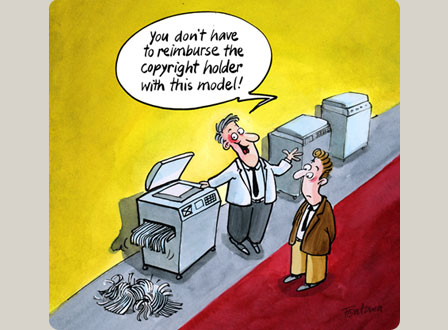 You don't have
to reimburse the
copyright holder
with this model!